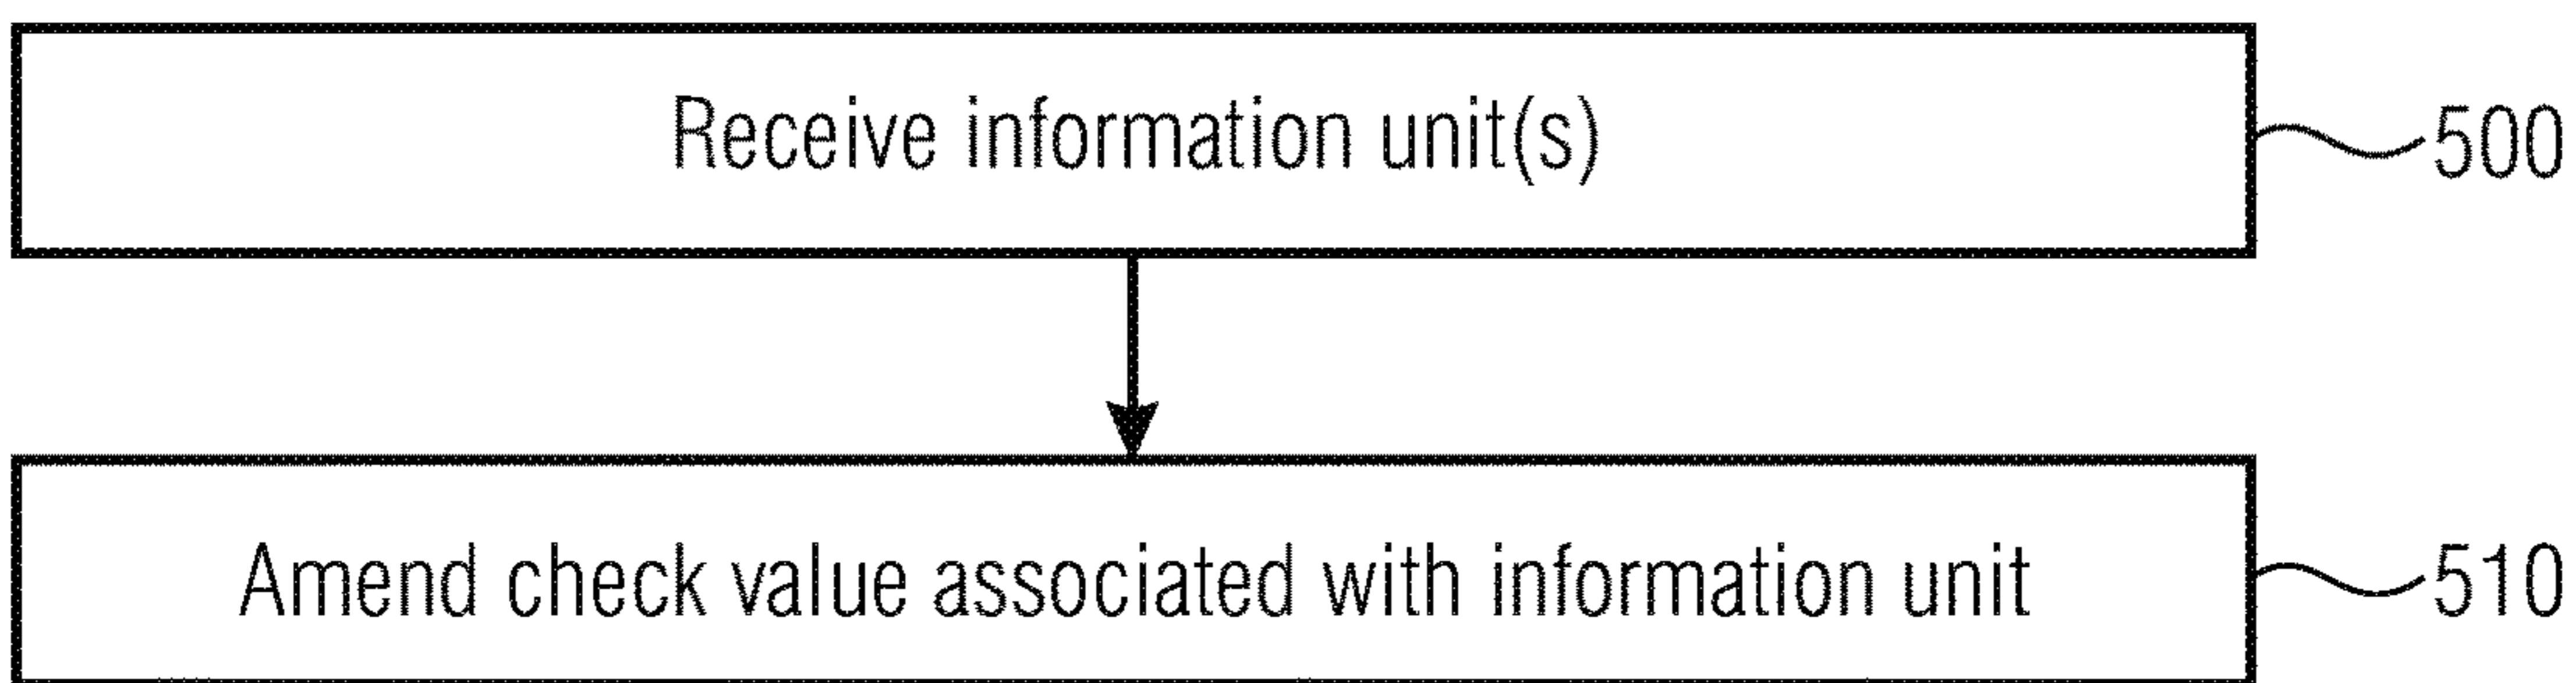 Receive information unit(s)
500
Amend check value associated with information unit
510